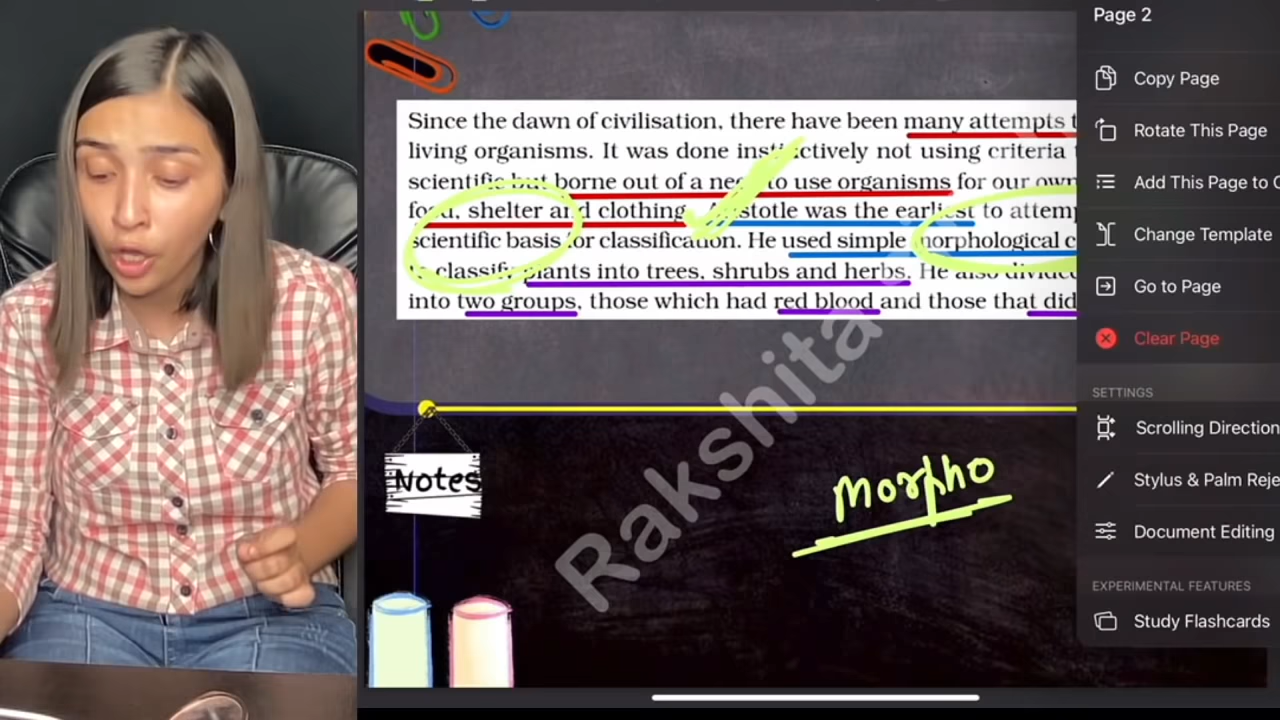 Since the dawn of civilisation, there have been many attempts t
living organisms. It was done instinctively not using criteria
scientific but borne out of a need to use organisms for our own
food, shelter and clothing. Aristotle was the earliest to attemp
scientific basis for classification. He used simple morphological c
to classify plants into trees, shrubs and herbs. He also divide
into two groups, those which had red blood and those that did
Notes
Morpho
Rakshita
Page 2
Copy Page
Rotate This Page
Add This Page to O
Change Template
Go to Page
Clear Page
SETTINGS
Scrolling Direction
Stylus & Palm Reje
Document Editing
EXPERIMENTAL FEATURES
Study Flashcards